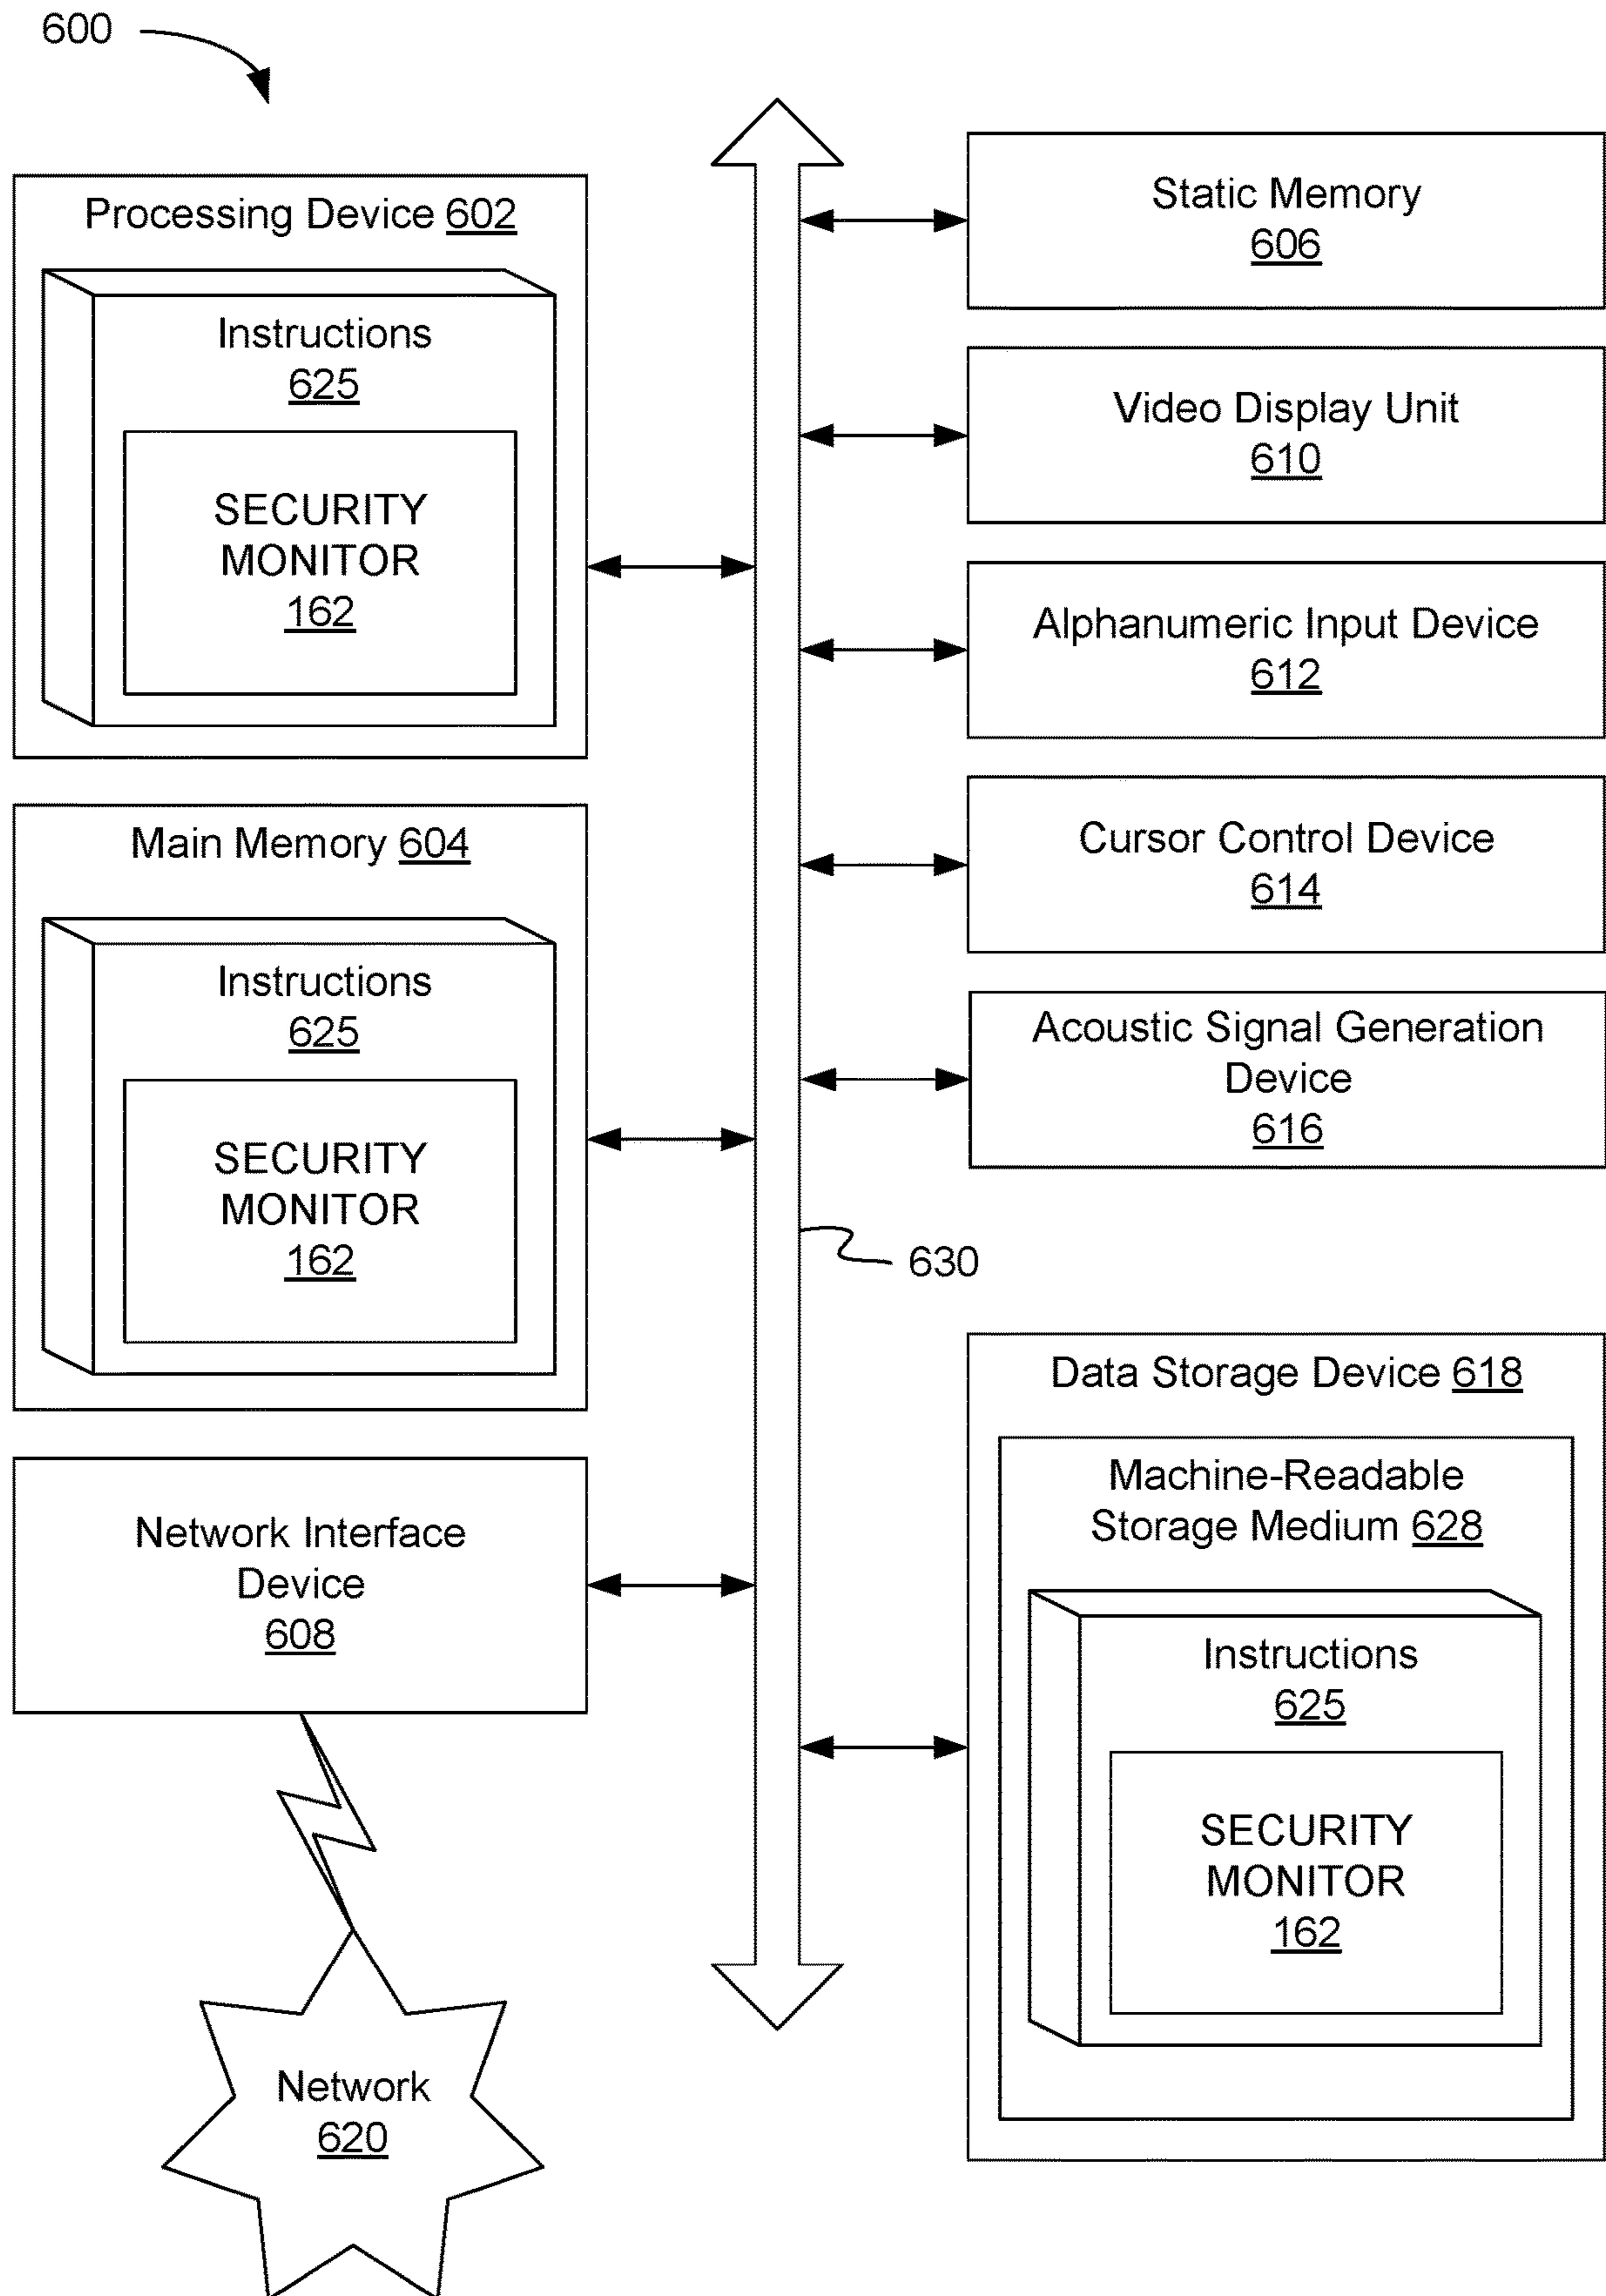 600
Processing Device 602
Instructions
625
SECURITY
MONITOR
162
Main Memory 604
Instructions
625
SECURITY
MONITOR
162
Network Interface
Device
608
Network
620
Static Memory
606
Video Display Unit
610
Alphanumeric Input Device
612
Cursor Control Device
614
Acoustic Signal Generation
Device
616
630
Data Storage Device 618
Machine-Readable
Storage Medium 628
Instructions
625
SECURITY
MONITOR
162